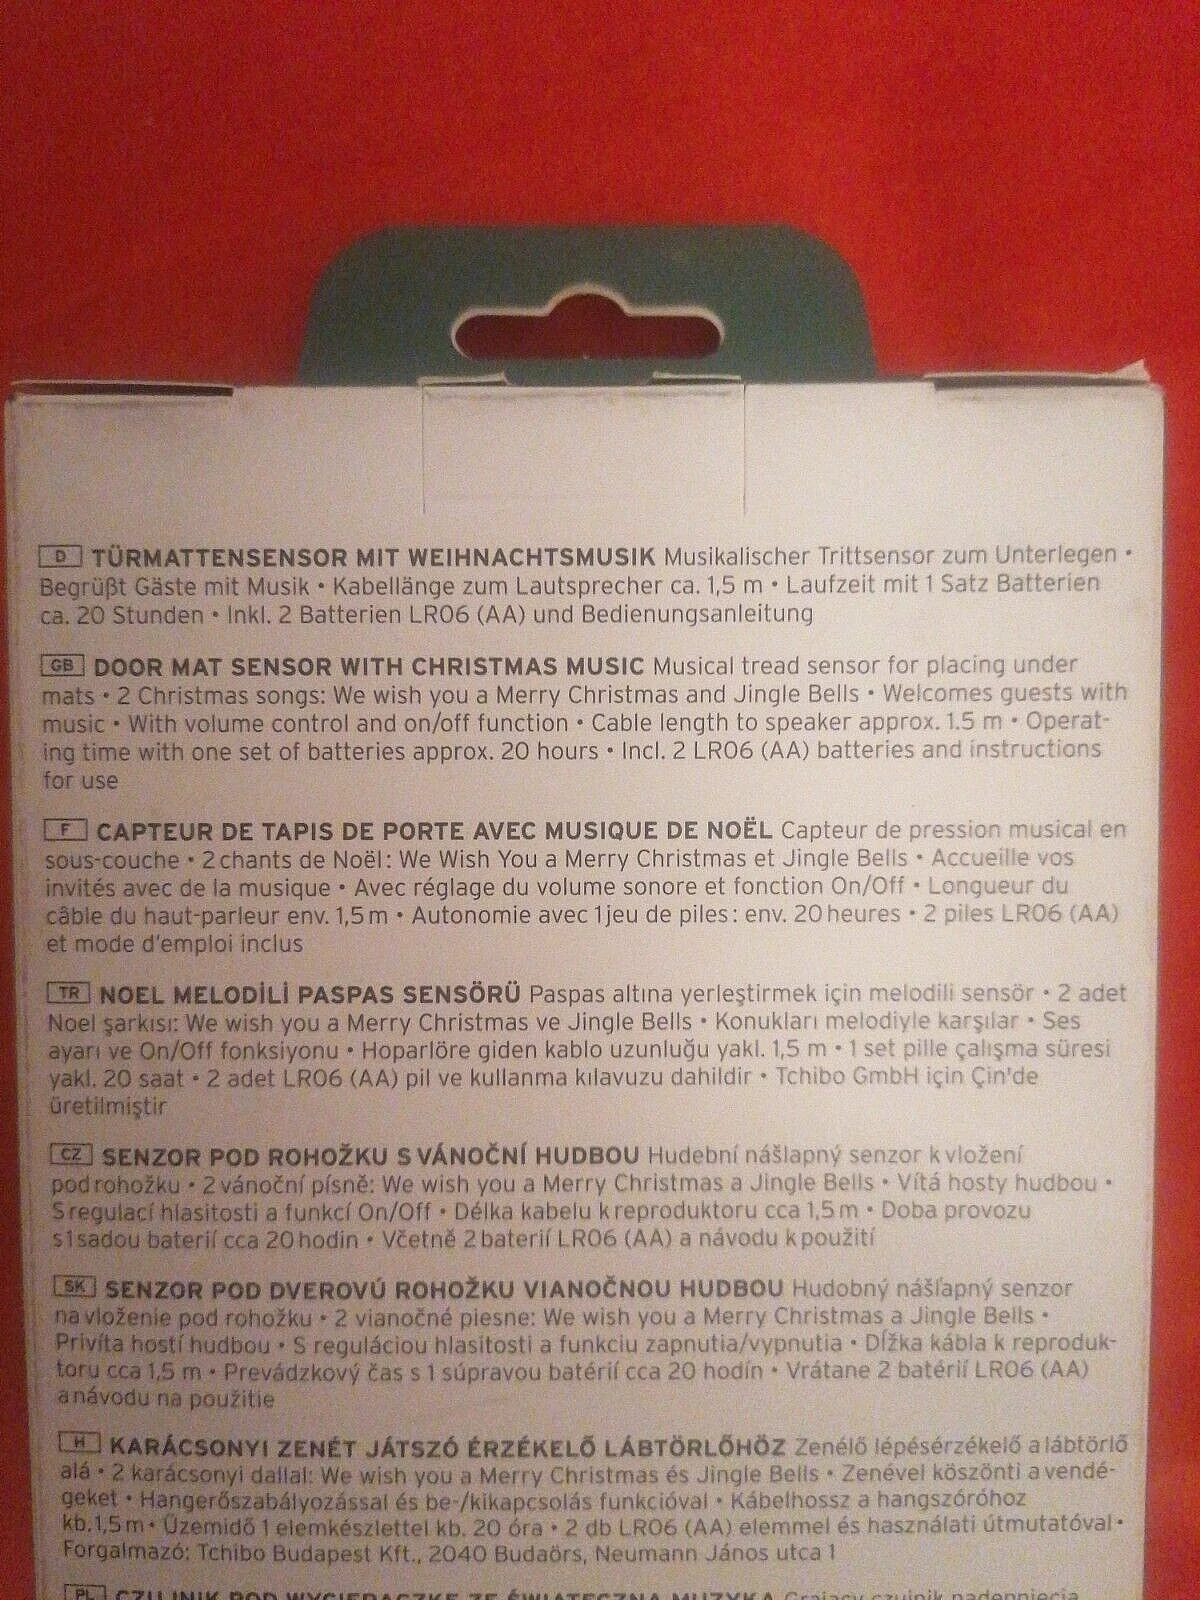 D TÜRMATTENSENSOR MIT WEIHNACHTSMUSIK Musikalischer Trittsensor zum Unterlegen •
Begrüßt Gäste mit Musik • Kabellänge zum Lautsprecher ca. 1,5 m • Laufzeit mit 1 Satz Batterien
ca. 20 Stunden • Inkl. 2 Batterien LR06 (AA) und Bedienungsanleitung
GB DOOR MAT SENSOR WITH CHRISTMAS MUSIC Musical tread sensor for placing under
mats • 2 Christmas songs: We wish you a Merry Christmas and Jingle Bells • Welcomes guests with
music • With volume control and on/off function • Cable length to speaker approx. 1.5 m • Operat-
ing time with one set of batteries approx. 20 hours • Incl. 2 LR06 (AA) batteries and instructions
for use
F CAPTEUR DE TAPIS DE PORTE AVEC MUSIQUE DE NOËL Capteur de pression musical en
sous-couche • 2 chants de Noël : We Wish You a Merry Christmas et Jingle Bells • Accueille vos
invités avec de la musique • Avec réglage du volume sonore et fonction On/Off • Longueur du
câble du haut-parleur env. 1,5 m • Autonomie avec 1 jeu de piles : env. 20 heures • 2 piles LR06 (AA)
et mode d'emploi inclus
TR NOEL MELODİLİ PASPAS SENSÖRÜ Paspas altına yerleştirmek için melodili sensör • 2 adet
Noel şarkısı: We wish you a Merry Christmas ve Jingle Bells • Konukları melodiyle karşılar • Ses
ayarı ve On/Off fonksiyonu • Hoparlöre giden kablo uzunluğu yakl. 1,5 m • 1 set pille çalışma süresi
yakl. 20 saat • 2 adet LR06 (AA) pil ve kullanma kılavuzu dahildir • Tchibo GmbH için Çin'de
üretilmiştir
CZ SENZOR POD ROHOŽKU S VÁNOČNÍ HUDBOU Hudební nášlapný senzor k vložení
pod rohožku • 2 vánoční písně: We wish you a Merry Christmas a Jingle Bells • Vítá hosty hudbou •
S regulací hlasitosti a funkcí On/Off • Délka kabelu k reproduktoru cca 1,5 m • Doba provozu
s 1 sadou baterií cca 20 hodin • Včetně 2 baterií LR06 (AA) a návodu k použití
SK SENZOR POD DVEROVÚ ROHOŽKU VIANOČNOU HUDBOU Hudobný nášľapný senzor
na vloženie pod rohožku • 2 vianočné piesne: We wish you a Merry Christmas a Jingle Bells •
Privíta hostí hudbou • S reguláciou hlasitosti a funkciu zapnutia/vypnutia • Dĺžka kábla k reproduk-
toru cca 1,5 m • Prevádzkový čas s 1 súpravou batérií cca 20 hodín • Vrátane 2 batérií LR06 (AA)
a návodu na použitie
H KARÁCSONYI ZENÉT JÁTSZÓ ÉRZÉKELŐ LÁBTÖRLŐHÖZ Zenélő lépésérzékelő a lábtörlő
alá • 2 karácsonyi dallal: We wish you a Merry Christmas és Jingle Bells • Zenével köszönti a vendé-
geket • Hangerőszabályozással és be-/kikapcsolás funkcióval • Kábelhossz a hangszóróhoz
kb. 1,5 m • Üzemidő 1 elemkészlettel kb. 20 óra • 2 db LR06 (AA) elemmel és használati útmutatóval •
Forgalmazó: Tchibo Budapest Kft., 2040 Budaörs, Neumann János utca 1
PL CZUJNIK POD WYCIERACZKĘ ZE ŚWIĄTECZNĄ MUZYKĄ Grający czujnik